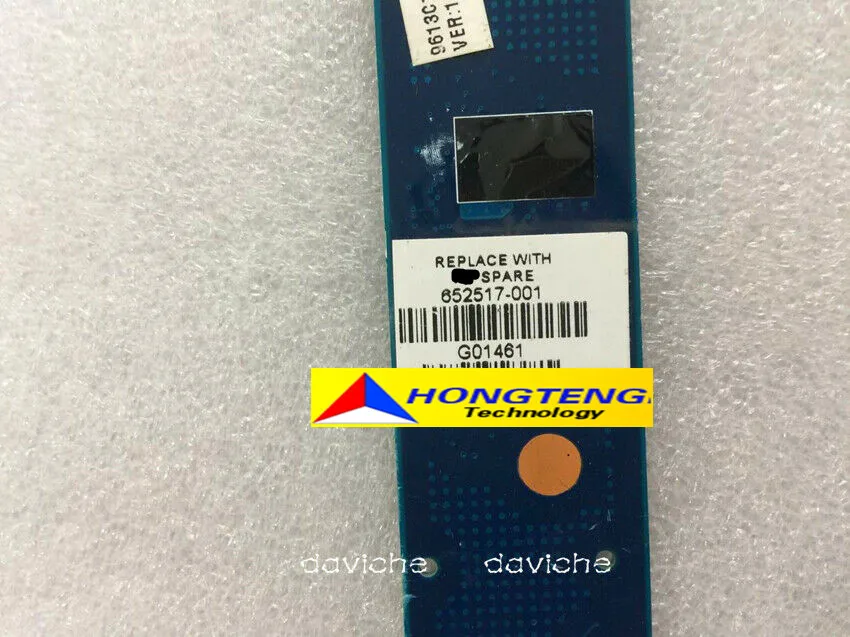 9613C
VER:1
REPLACE WITH
SPARE
652517-001
G01461
HONGTENG
Technology
daviche daviche